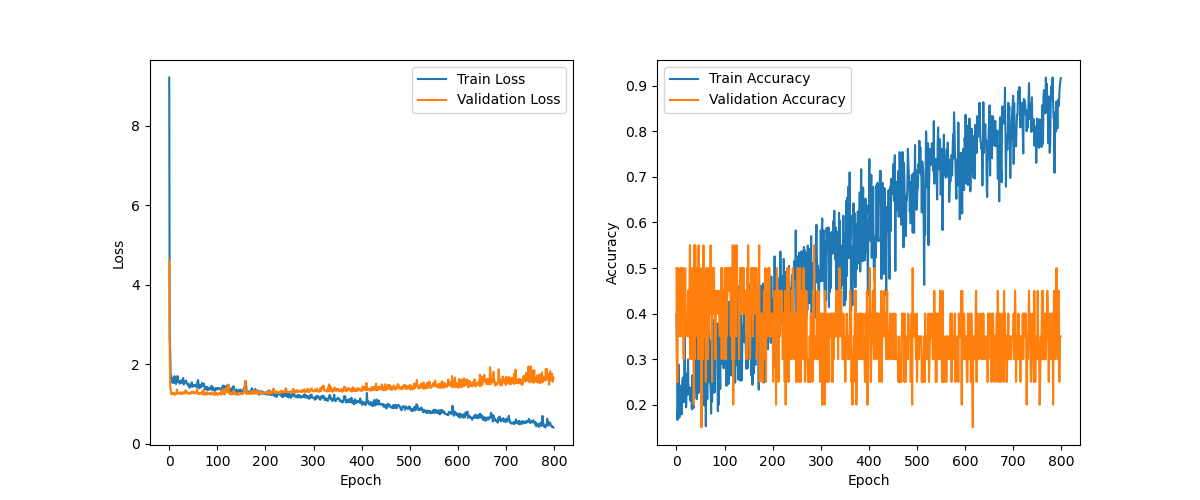 Train Loss
Validation Loss
8
6
4
2
0
0 100 200 300 400 500 600 700 800
Epoch
Loss
Train Accuracy
Validation Accuracy
0.9
0.8
0.7
0.6
0.5
0.4
0.3
0.2
0 100 200 300 400 500 600 700 800
Epoch
Accuracy